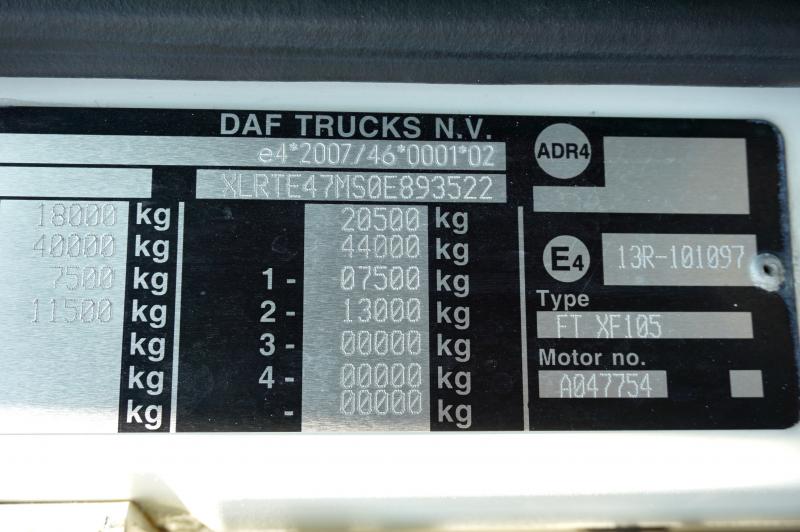 DAF TRUCKS N.V.
e4*2007/46*0001*02
XLRTE47MS0E893522
18000 kg 20500 kg
40000 kg 44000 kg
7500 kg 1- 07500 kg
11500 kg 2- 13000 kg
kg 3- 00000 kg
kg 4- 00000 kg
kg - 00000 kg
ADR4
E4 13R-101097
Type
FT XF105
Motor no.
A047754